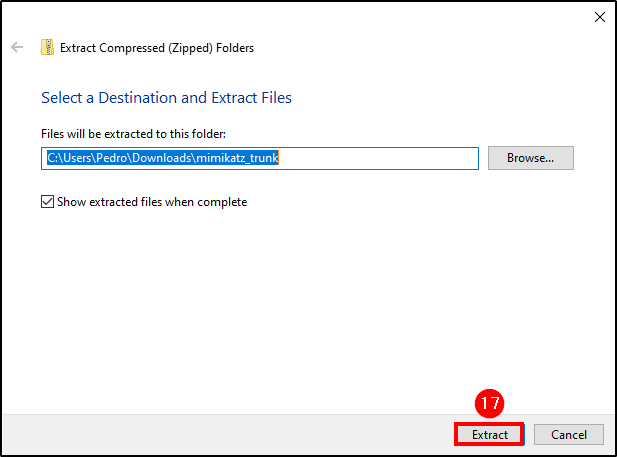 Extract Compressed (Zipped) Folders
Select a Destination and Extract Files
Files will be extracted to this folder:
C:\Users\Pedro\Downloads\mimikatz_trunk
Browse...
Show extracted files when complete
17
Extract
Cancel